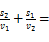 s₂/v₁ + s₁/v₂ =